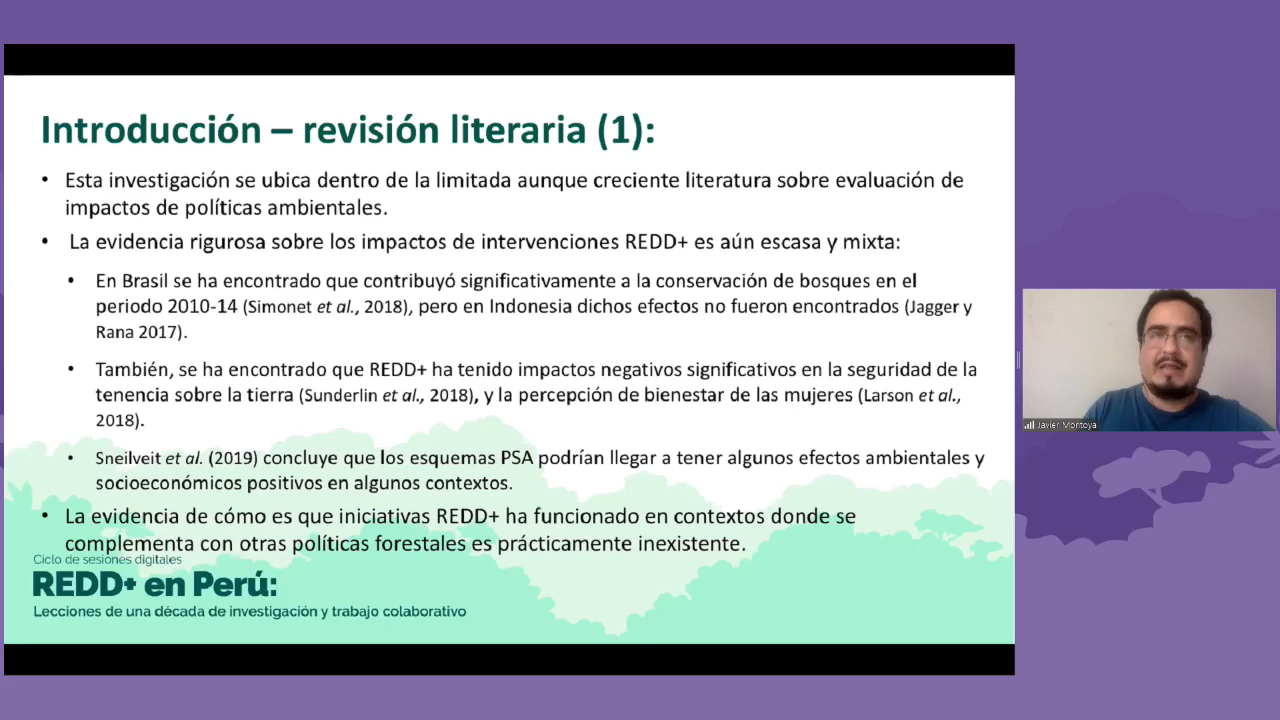 Introducción – revisión literaria (1):
• Esta investigación se ubica dentro de la limitada aunque creciente literatura sobre evaluación de
impactos de políticas ambientales.
• La evidencia rigurosa sobre los impactos de intervenciones REDD+ es aún escasa y mixta:
• En Brasil se ha encontrado que contribuyó significativamente a la conservación de bosques en el
periodo 2010-14 (Simonet et al., 2018), pero en Indonesia dichos efectos no fueron encontrados (Jagger y
Rana 2017).
• También, se ha encontrado que REDD+ ha tenido impactos negativos significativos en la seguridad de la
tenencia sobre la tierra (Sunderlin et al., 2018), y la percepción de bienestar de las mujeres (Larson et al.,
2018).
• Sneilveit et al. (2019) concluye que los esquemas PSA podrían llegar a tener algunos efectos ambientales y
socioeconómicos positivos en algunos contextos.
• La evidencia de cómo es que iniciativas REDD+ ha funcionado en contextos donde se
complementa con otras políticas forestales es prácticamente inexistente.
Ciclo de sesiones digitales
REDD+ en Perú:
Lecciones de una década de investigación y trabajo colaborativo
Javier Montoya